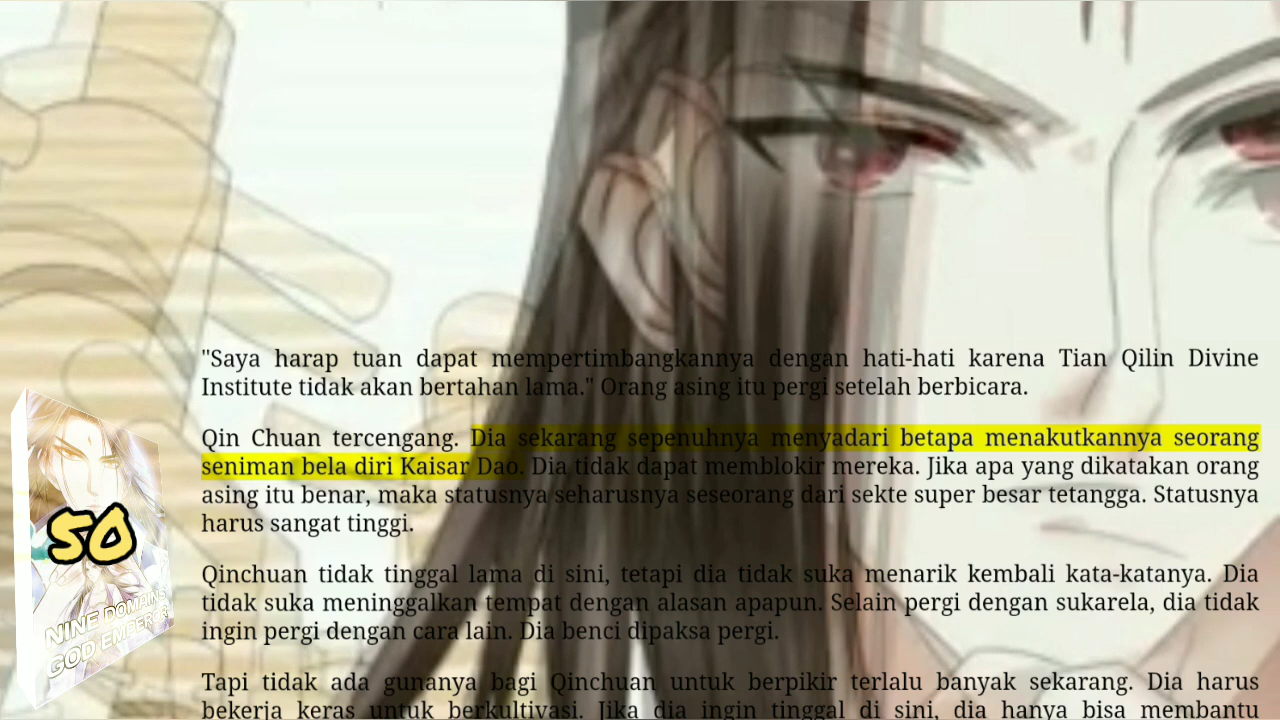 "Saya harap tuan dapat mempertimbangkannya dengan hati-hati karena Tian Qilin Divine
Institute tidak akan bertahan lama." Orang asing itu pergi setelah berbicara.
Qin Chuan tercengang. Dia sekarang sepenuhnya menyadari betapa menakutkannya seorang
seniman bela diri Kaisar Dao. Dia tidak dapat memblokir mereka. Jika apa yang dikatakan orang
asing itu benar, maka statusnya seharusnya seseorang dari sekte super besar tetangga. Statusnya
harus sangat tinggi.
Qinchuan tidak tinggal lama di sini, tetapi dia tidak suka menarik kembali kata-katanya. Dia
tidak suka meninggalkan tempat dengan alasan apapun. Selain pergi dengan sukarela, dia tidak
ingin pergi dengan cara lain. Dia benci dipaksa pergi.
Tapi tidak ada gunanya bagi Qinchuan untuk berpikir terlalu banyak sekarang. Dia harus
bekerja keras untuk berkultivasi. Jika dia ingin tinggal di sini, dia hanya bisa membantu
50
NINE DOMAINS
GOD EMPEROR